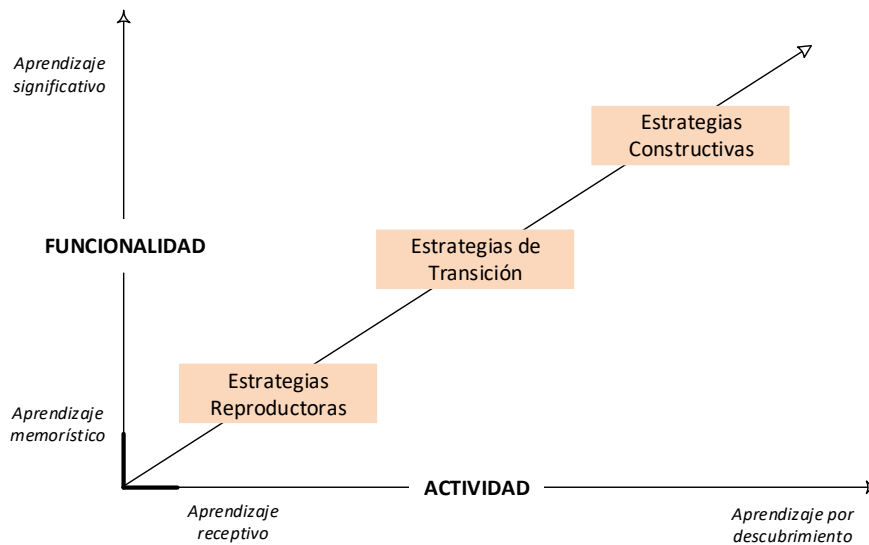 Aprendizaje
significativo
Estrategias
Constructivas
FUNCIONALIDAD
Estrategias de
Transición
Estrategias
Reproductoras
Aprendizaje
memorístico
ACTIVIDAD
Aprendizaje
receptivo
Aprendizaje por
descubrimiento